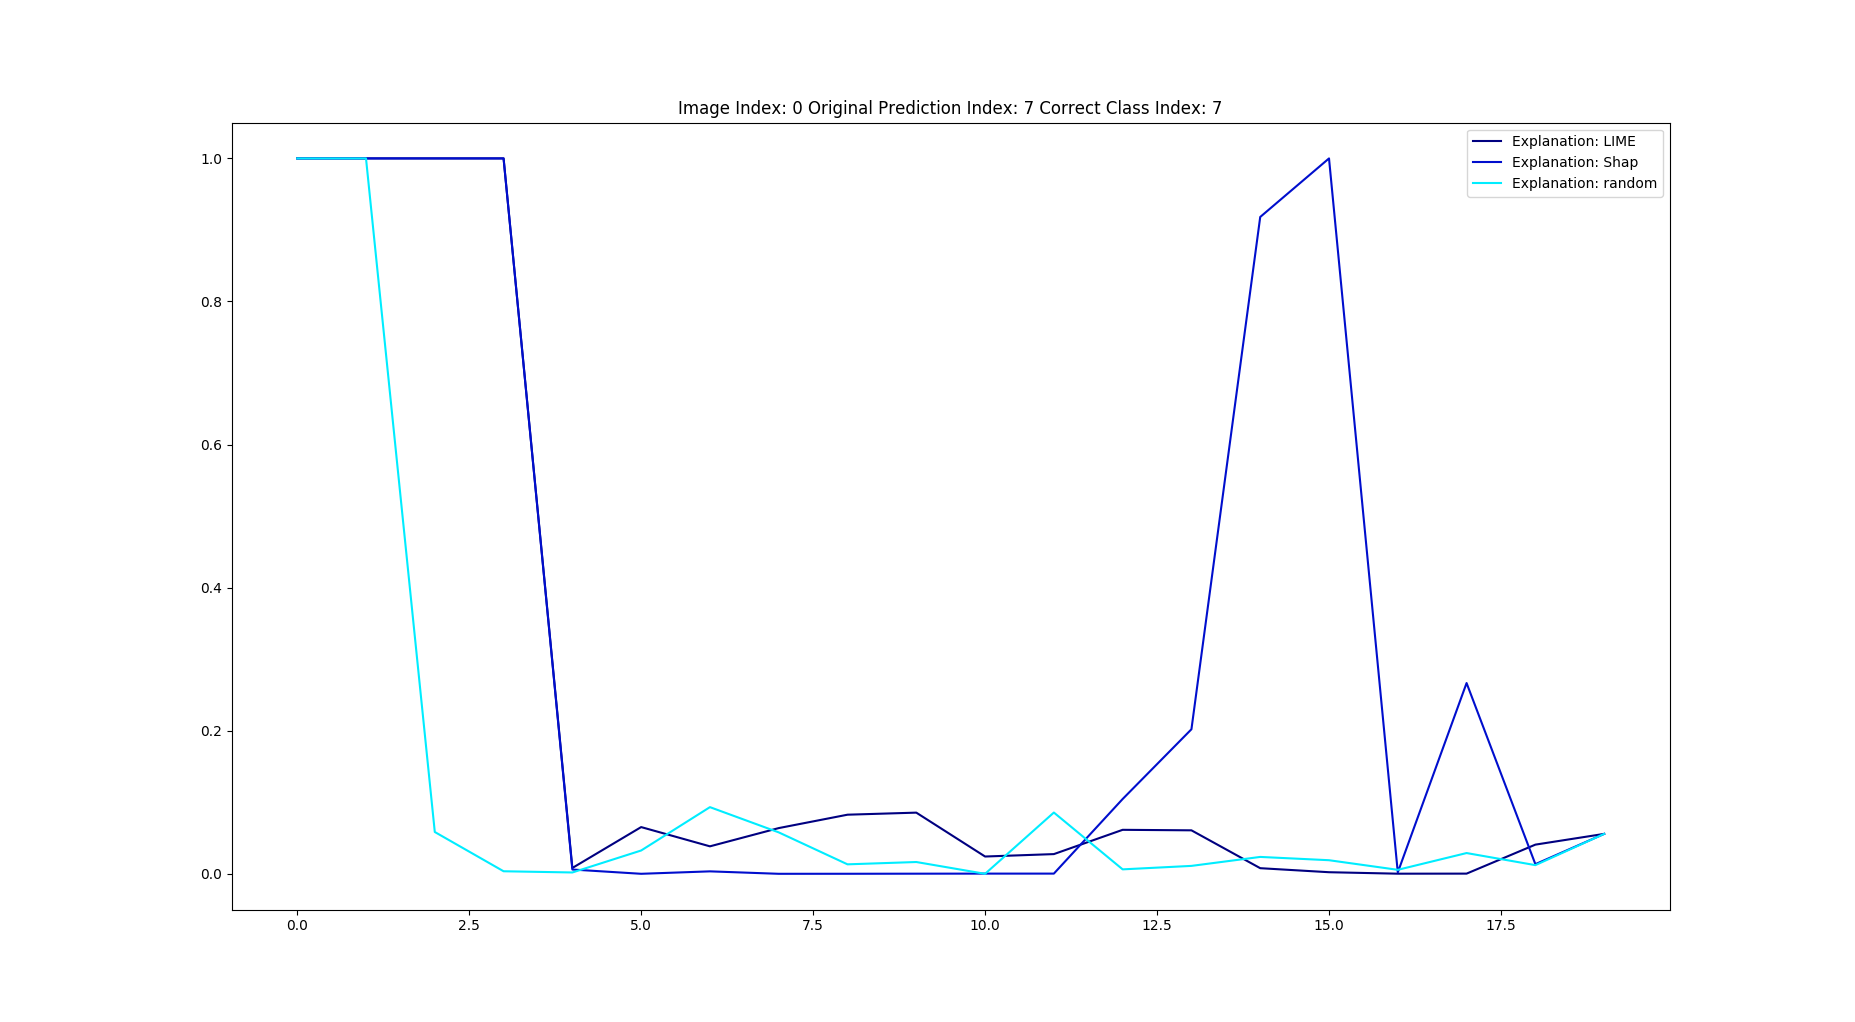 Image Index: 0 Original Prediction Index: 7 Correct Class Index: 7
Explanation: LIME
Explanation: Shap
Explanation: random
1.0
0.8
0.6
0.4
0.2
0.0
0.0 2.5 5.0 7.5 10.0 12.5 15.0 17.5